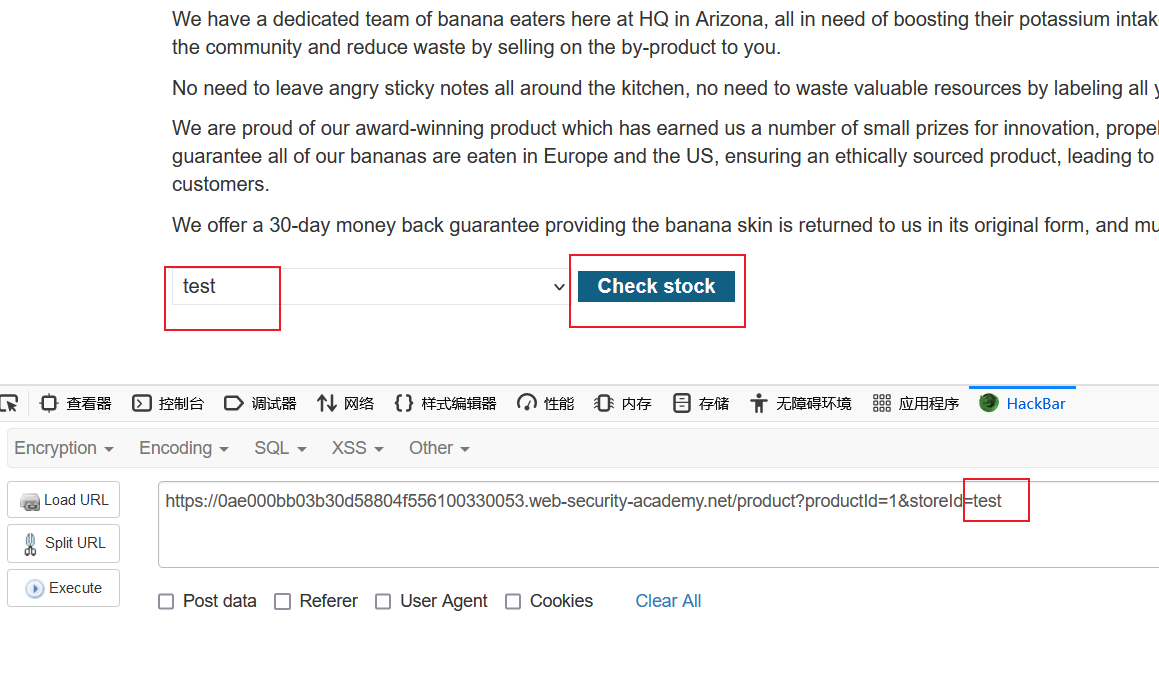 We have a dedicated team of banana eaters here at HQ in Arizona, all in need of boosting their potassium intak
the community and reduce waste by selling on the by-product to you.
No need to leave angry sticky notes all around the kitchen, no need to waste valuable resources by labeling all y
We are proud of our award-winning product which has earned us a number of small prizes for innovation, propel
guarantee all of our bananas are eaten in Europe and the US, ensuring an ethically sourced product, leading to
customers.
We offer a 30-day money back guarantee providing the banana skin is returned to us in its original form, and mu
test Check stock
查看器 控制台 调试器 网络 样式编辑器 性能 内存 存储 无障碍环境 应用程序 HackBar
Encryption Encoding SQL XSS Other
Load URL https://0ae000bb03b30d58804f556100330053.web-security-academy.net/product?productId=1&storeId=test
Split URL
Execute
Post data Referer User Agent Cookies Clear All